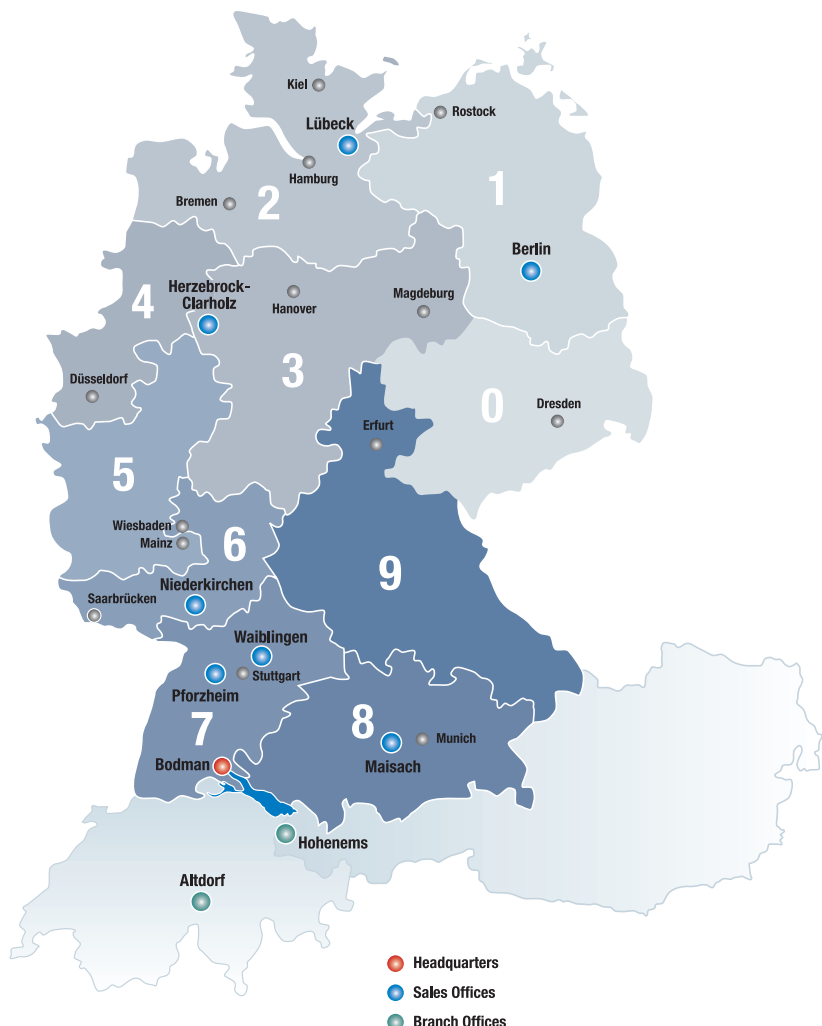 Kiel
Rostock
Lübeck
Hamburg
1
Bremen
2
Berlin
Herzebrock-
Clarholz
4
Hanover
Magdeburg
3
Düsseldorf
0
Dresden
Erfurt
5
Wiesbaden
Mainz
6
9
Niederkirchen
Saarbrücken
Waiblingen
Stuttgart
Pforzheim
7
8
Munich
Bodman
Maisach
Hohenems
Altdorf
Headquarters
Sales Offices
Branch Offices